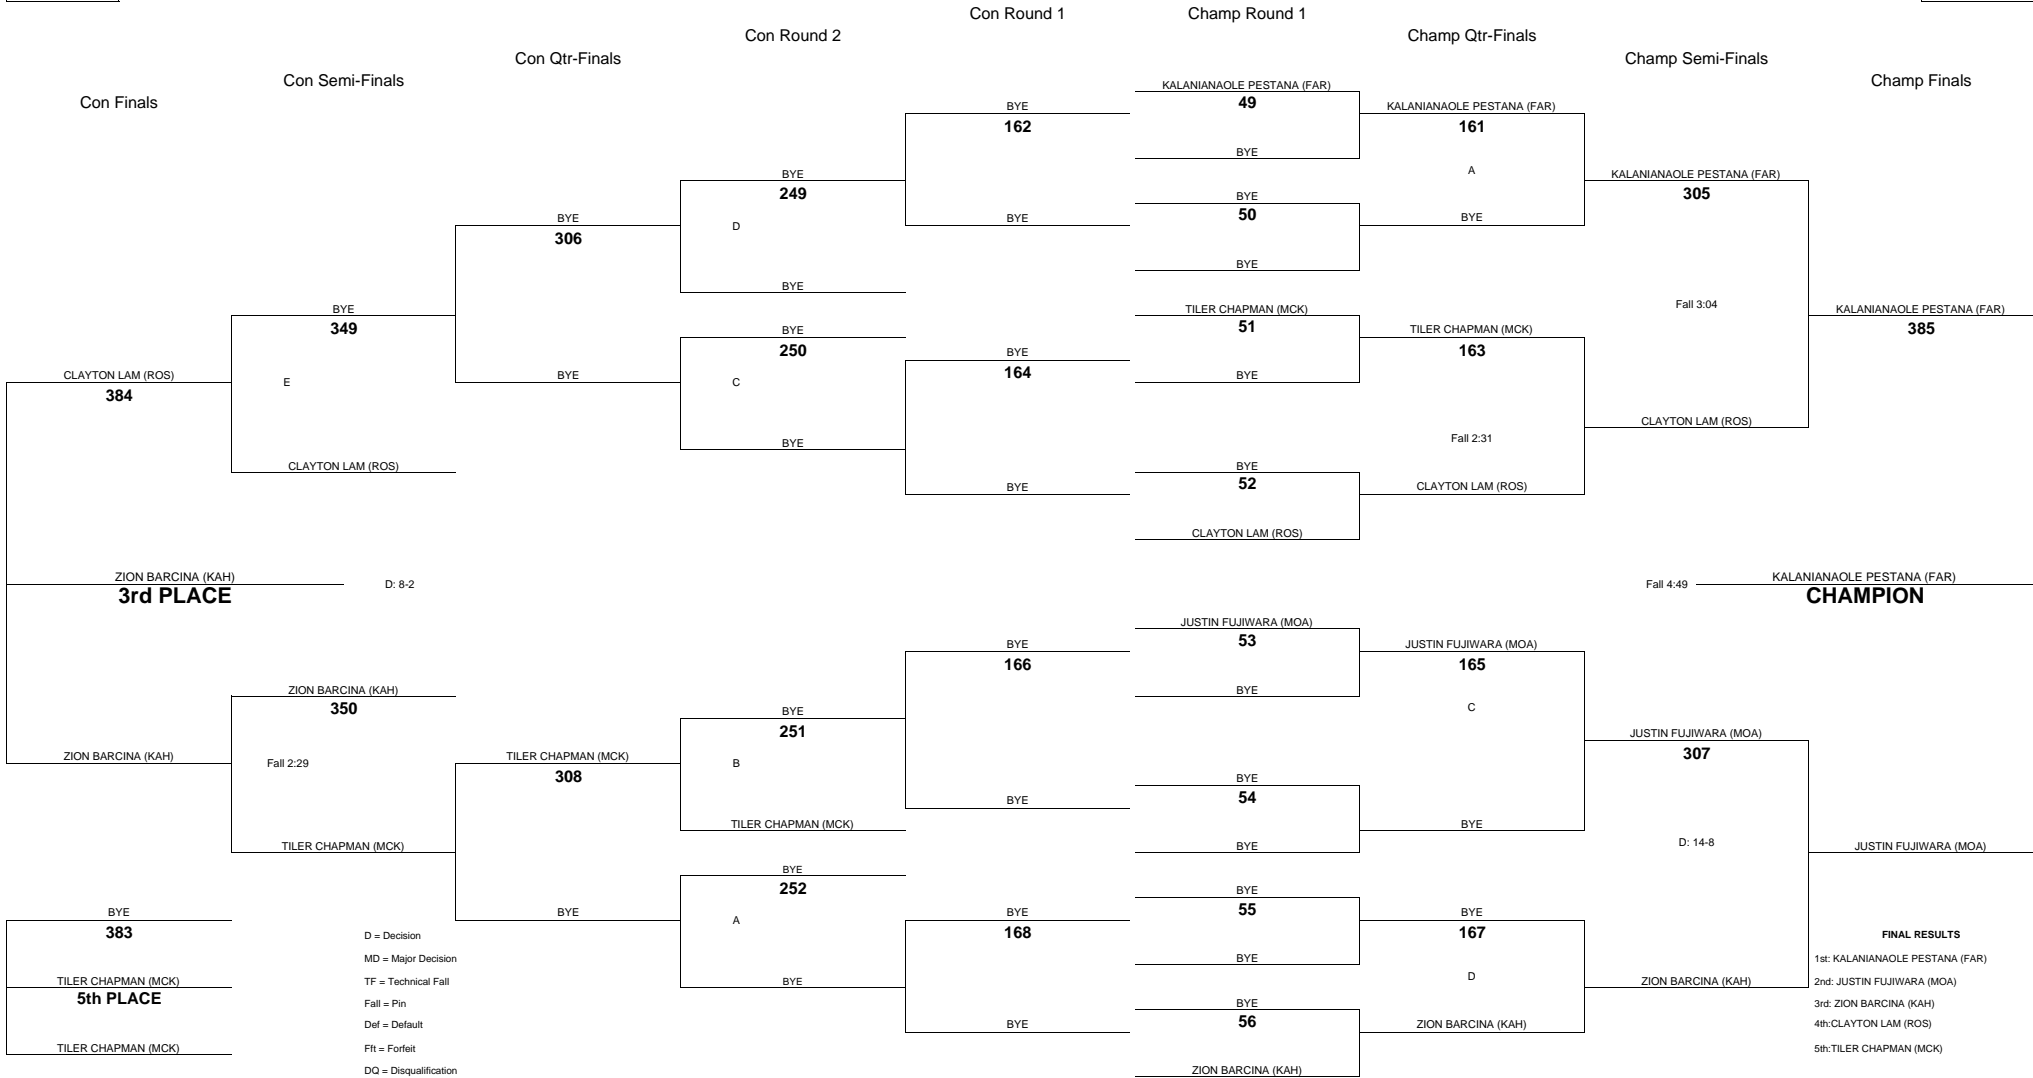 Con Finals
Con Semi-Finals
Con Qtr-Finals
Con Round 2
Con Round 1
Champ Round 1
Champ Qtr-Finals
Champ Semi-Finals
Champ Finals
CLAYTON LAM (ROS)
384
ZION BARCINA (KAH)
3rd PLACE
D: 8-2
ZION BARCINA (KAH)
BYE
383
TILER CHAPMAN (MCK)
5th PLACE
TILER CHAPMAN (MCK)
BYE
349
E
CLAYTON LAM (ROS)
ZION BARCINA (KAH)
350
Fall 2:29
TILER CHAPMAN (MCK)
D = Decision
MD = Major Decision
TF = Technical Fall
Fall = Pin
Def = Default
Fft = Forfeit
DQ = Disqualification
BYE
306
BYE
TILER CHAPMAN (MCK)
308
BYE
BYE
249
D
BYE
BYE
250
C
BYE
BYE
251
B
TILER CHAPMAN (MCK)
BYE
252
A
BYE
BYE
162
BYE
BYE
164
BYE
BYE
166
BYE
BYE
168
BYE
KALANIANAOLE PESTANA (FAR)
49
BYE
BYE
50
BYE
TILER CHAPMAN (MCK)
51
BYE
BYE
52
CLAYTON LAM (ROS)
JUSTIN FUJIWARA (MOA)
53
BYE
BYE
54
BYE
BYE
55
BYE
BYE
56
ZION BARCINA (KAH)
KALANIANAOLE PESTANA (FAR)
161
A
BYE
TILER CHAPMAN (MCK)
163
Fall 2:31
CLAYTON LAM (ROS)
JUSTIN FUJIWARA (MOA)
165
C
BYE
BYE
167
D
ZION BARCINA (KAH)
KALANIANAOLE PESTANA (FAR)
305
Fall 3:04
CLAYTON LAM (ROS)
JUSTIN FUJIWARA (MOA)
307
D: 14-8
ZION BARCINA (KAH)
KALANIANAOLE PESTANA (FAR)
385
Fall 4:49
KALANIANAOLE PESTANA (FAR)
CHAMPION
JUSTIN FUJIWARA (MOA)
FINAL RESULTS
1st: KALANIANAOLE PESTANA (FAR)
2nd: JUSTIN FUJIWARA (MOA)
3rd: ZION BARCINA (KAH)
4th:CLAYTON LAM (ROS)
5th:TILER CHAPMAN (MCK)